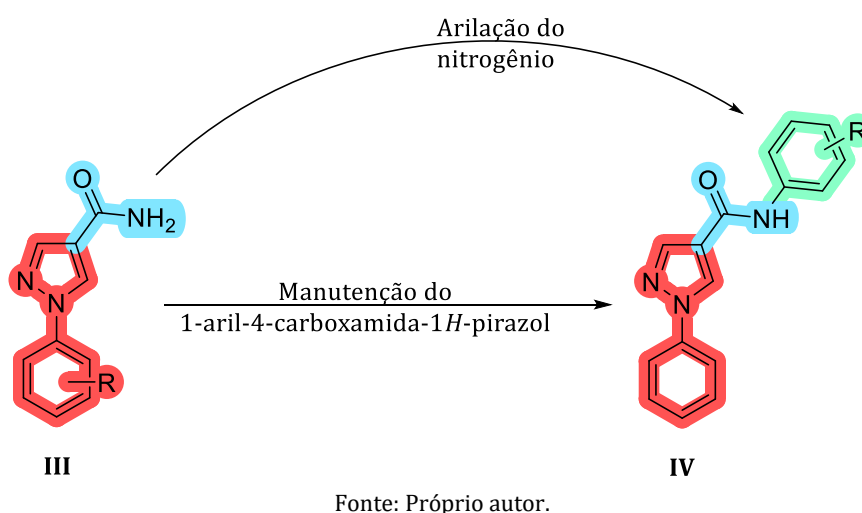 Arilação do
nitrogênio
R
O
NH₂
N
N
R
III
Manutenção do
1-aril-4-carboxamida-1H-pirazol
O
NH
N
N
IV
Fonte: Próprio autor.